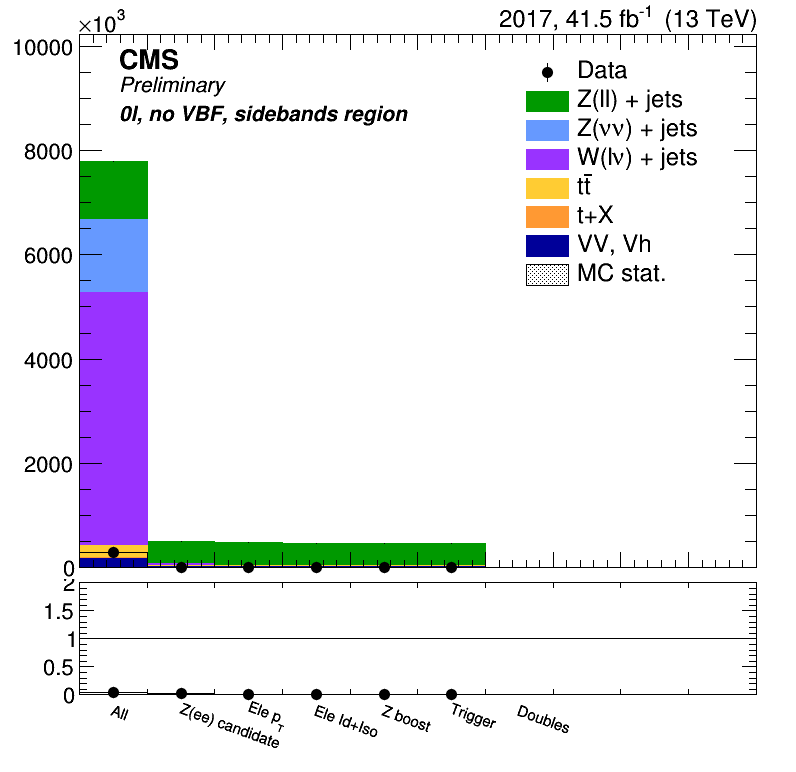 ×10³
2017, 41.5 fb⁻¹ (13 TeV)
CMS
Preliminary
0l, no VBF, sidebands region
Data
Z(ll) + jets
Z(νν) + jets
W(lν) + jets
tt̄
t+X
VV, Vh
MC stat.
10000
8000
6000
4000
2000
0
2
1.5
1
0.5
0
All
Z(ee) candidate
Ele p_T
Ele Id+Iso
Z boost
Trigger
Doubles